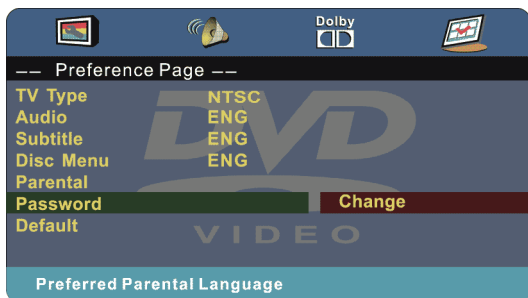 Dolby
-- Preference Page --
TV Type NTSC
Audio ENG
Subtitle ENG
Disc Menu ENG
Parental
Password Change
Default
DVD
VIDEO
Preferred Parental Language